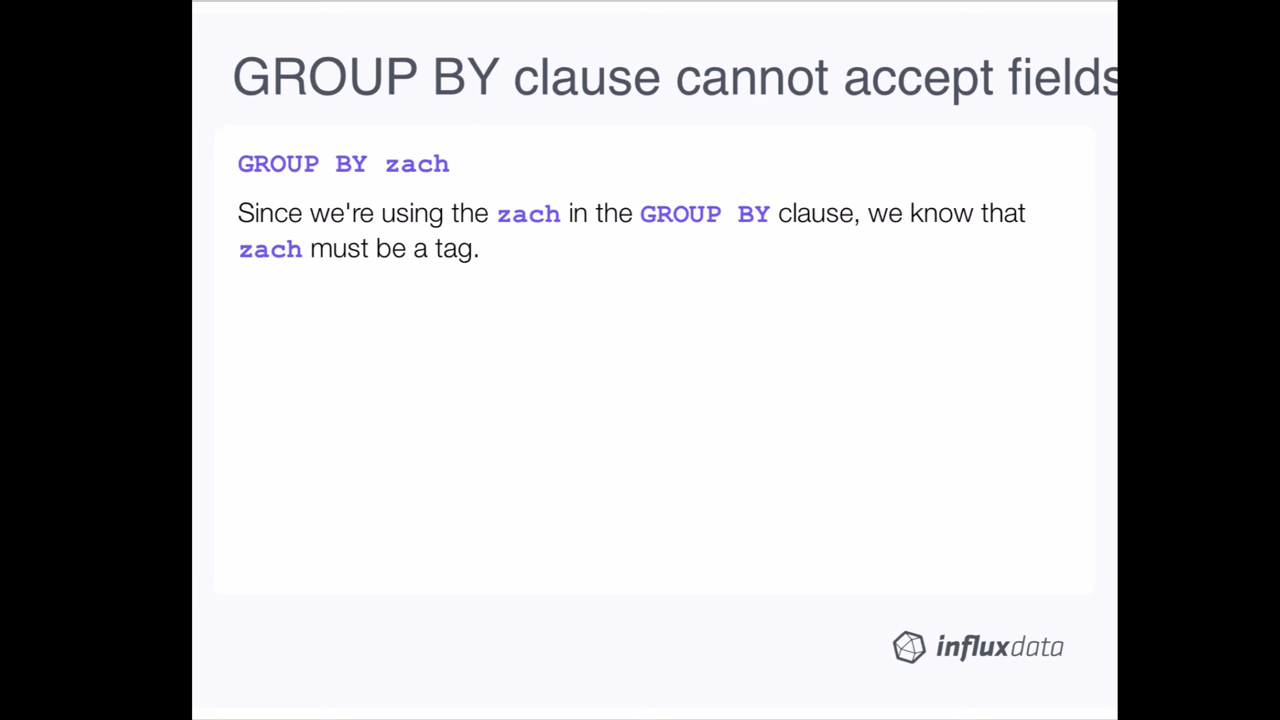 GROUP BY clause cannot accept fields
GROUP BY zach
Since we're using the zach in the GROUP BY clause, we know that
zach must be a tag.
influxdata